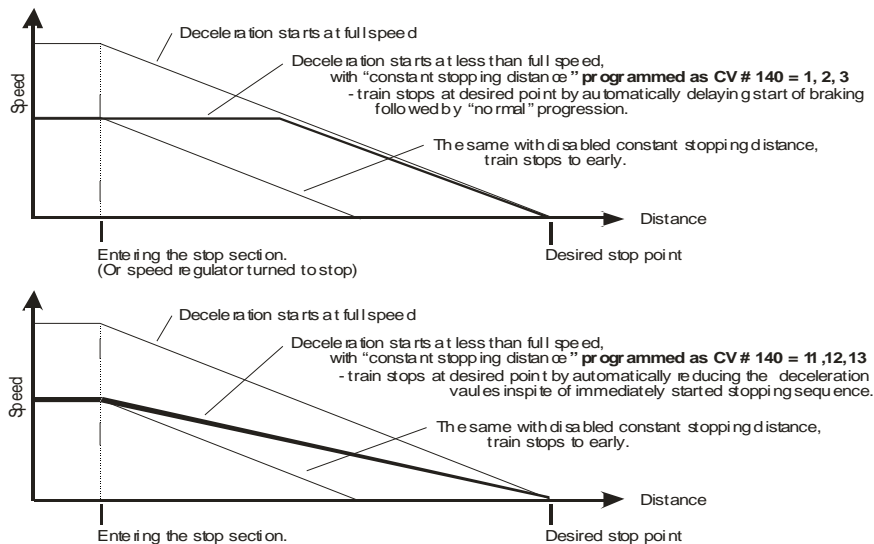 Deceleration starts at full speed
Deceleration starts at less than full speed,
with “constant stopping distance” programmed as CV # 140 = 1, 2, 3
- train stops at desired point by automatically delaying start of braking
followed by “normal” progression.
Speed
The same with disabled constant stopping distance,
train stops to early.
Distance
Entering the stop section.
(Or speed regulator turned to stop)
Desired stop point
Deceleration starts at full speed
Deceleration starts at less than full speed,
with “constant stopping distance” programmed as CV # 140 = 11 ,12, 13
- train stops at desired point by automatically reducing the deceleration
vaules inspite of immediately started stopping sequence.
Speed
The same with disabled constant stopping distance,
train stops to early.
Distance
Entering the stop section.
Desired stop point